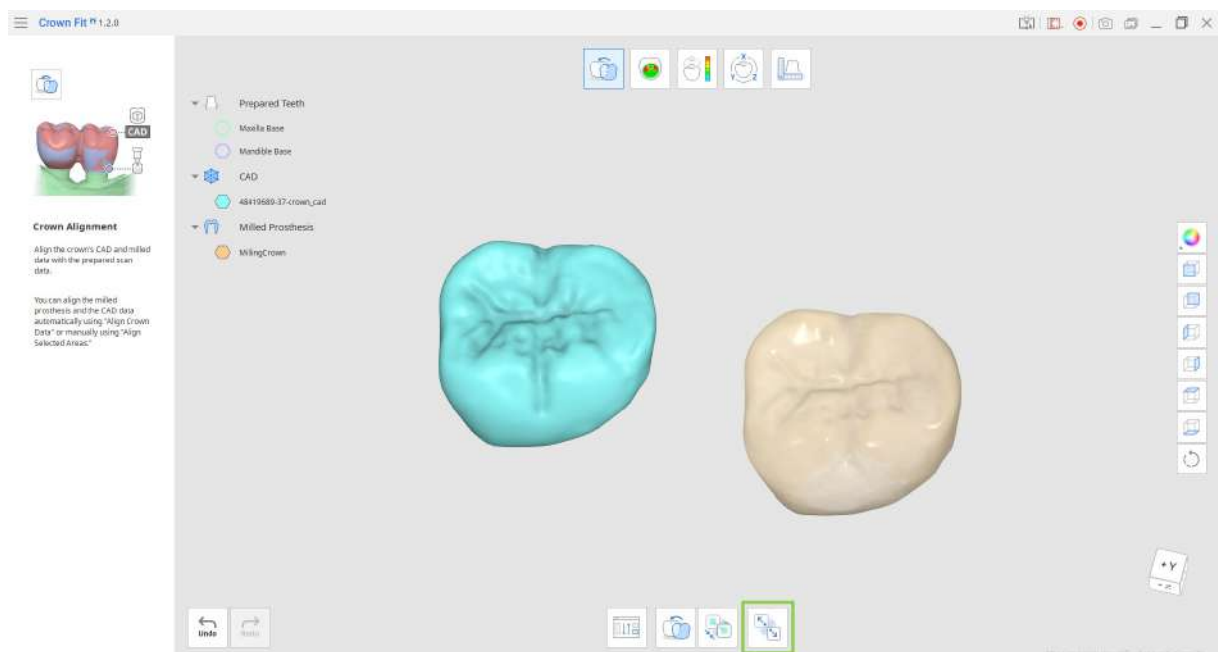 Crown Fit 1.2.0
CAD
Crown Alignment
Align the crown's CAD and milled
data with the prepared scan
data.
You can align the milled
prosthesis and the CAD data
automatically using "Align Crown
Data" or manually using "Align
Selected Areas."
Prepared Teeth
Maxilla Base
Mandible Base
CAD
48419689-37-crown_cad
Milled Prosthesis
MillingCrown
X
Y
Z
+Y
Undo
Redo